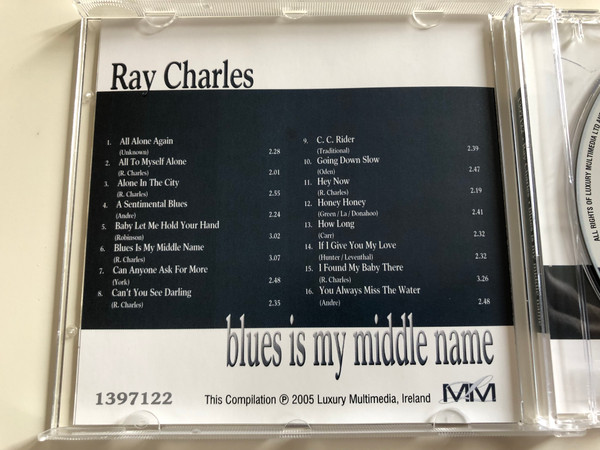 Ray Charles
1. All Alone Again
(Unknown) 2.28
2. All To Myself Alone
(R. Charles) 2.01
3. Alone In The City
(R. Charles) 2.55
4. A Sentimental Blues
(Andre) 2.24
5. Baby Let Me Hold Your Hand
(Robinson) 3.02
6. Blues Is My Middle Name
(R. Charles) 3.07
7. Can Anyone Ask For More
(York) 2.48
8. Can't You See Darling
(R. Charles) 2.35
9. C. C. Rider
(Traditional) 2.39
10. Going Down Slow
(Oden) 2.47
11. Hey Now
(R. Charles) 2.19
12. Honey Honey
(Green / La / Donahoo) 2.41
13. How Long
(Carr) 2.32
14. If I Give You My Love
(Hunter / Leventhal) 2.32
15. I Found My Baby There
(R. Charles) 3.26
16. You Always Miss The Water
(Andre) 2.48
blues is my middle name
1397122
This Compilation ℗ 2005 Luxury Multimedia, Ireland
MM
ALL RIGHTS OF LUXURY MULTIMEDIA LTD AND